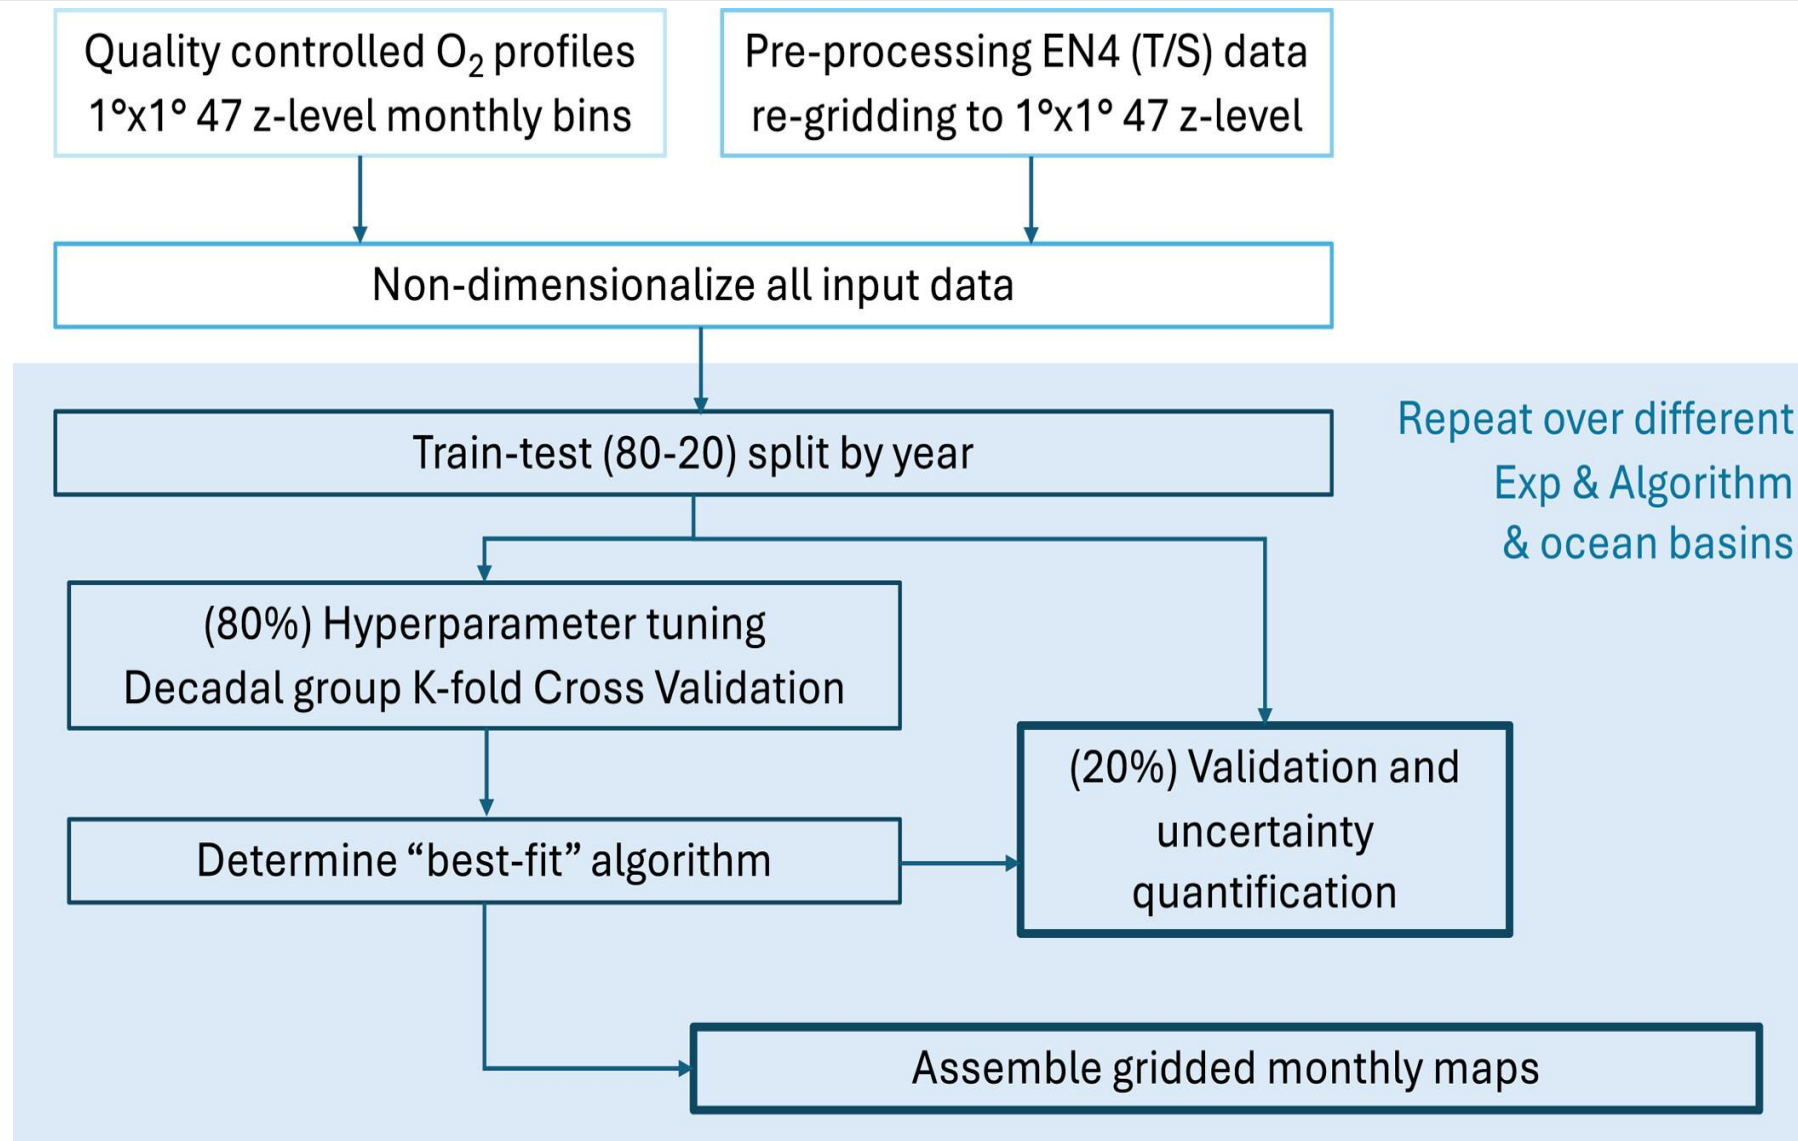 Quality controlled O₂ profiles
1°x1° 47 z-level monthly bins
Pre-processing EN4 (T/S) data
re-gridding to 1°x1° 47 z-level
Non-dimensionalize all input data
Train-test (80-20) split by year
Repeat over different
Exp & Algorithm
& ocean basins
(80%) Hyperparameter tuning
Decadal group K-fold Cross Validation
(20%) Validation and
uncertainty
quantification
Determine “best-fit” algorithm
Assemble gridded monthly maps